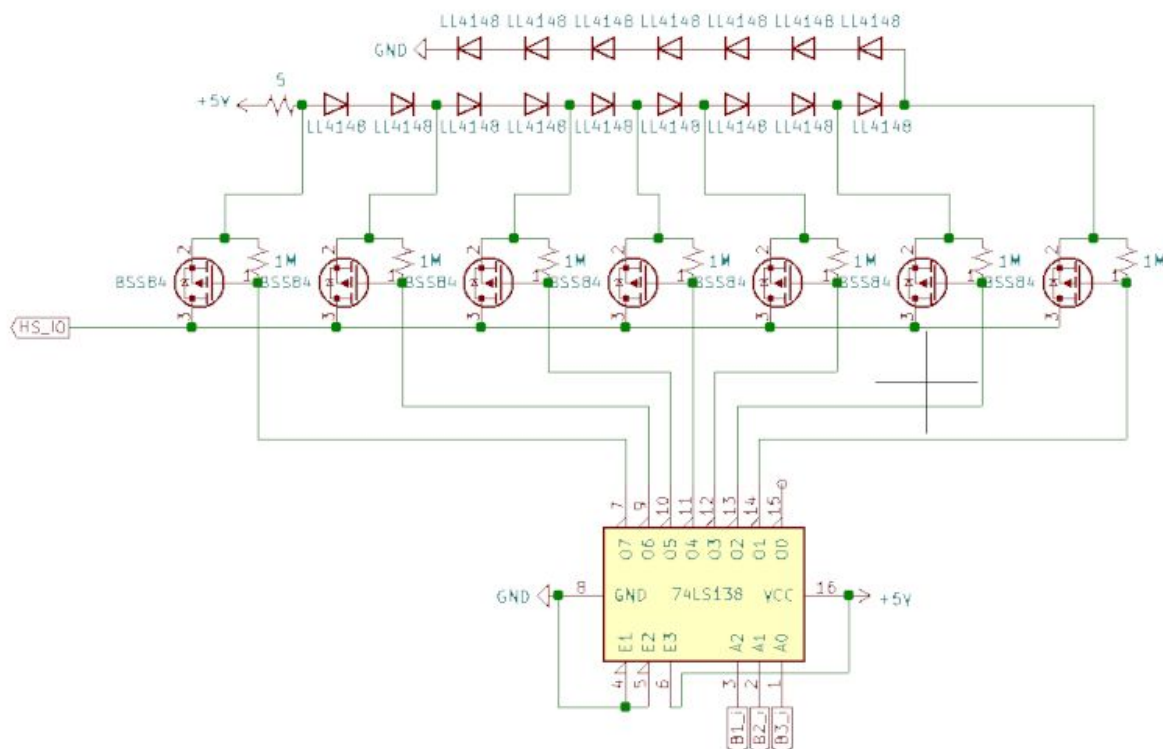 LL4148 LL4148 LL4148 LL4148 LL4148 LL4148 LL4148
GND
5
+5V
LL4148 LL4148 LL4148 LL4148 LL4148 LL4148 LL4148 LL4148 LL4148
2 2 2 2 2 2 2
1M 1M 1M 1M 1M 1M 1M
BSS84 1 BSS84 1 BSS84 1 BSS84 1 BSS84 1 BSS84 1 BSS84 1
3 3 3 3 3 3 3
HS_IO
7 9 10 11 12 13 14 15
O7 O6 O5 O4 O3 O2 O1 O0
GND 8 GND 74LS138 VCC 16 +5V
E1 E2 E3 A2 A1 A0
4 5 6 3 2 1
B1_i B2_i B3_i